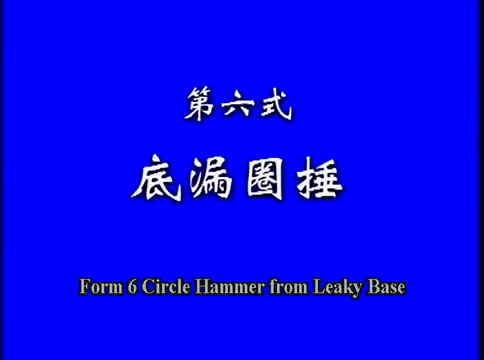 第六式
底漏圈捶
Form 6 Circle Hammer from Leaky Base